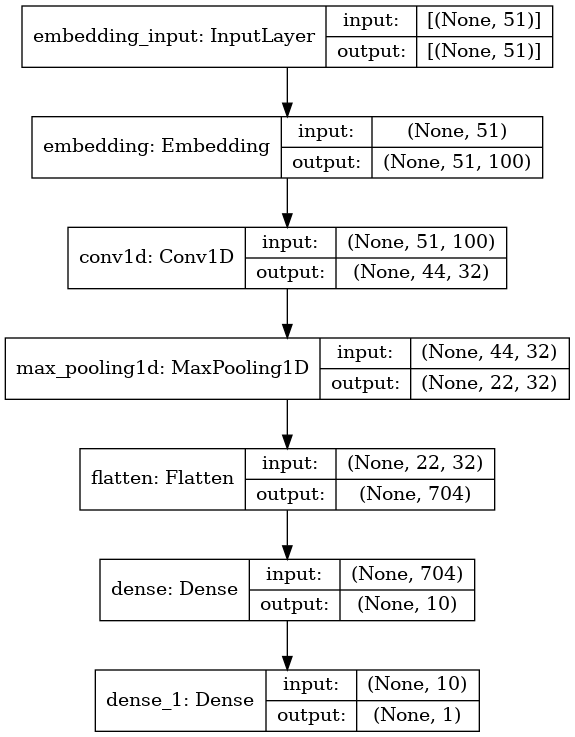 embedding_input: InputLayer
input: [(None, 51)]
output: [(None, 51)]
embedding: Embedding
input: (None, 51)
output: (None, 51, 100)
conv1d: Conv1D
input: (None, 51, 100)
output: (None, 44, 32)
max_pooling1d: MaxPooling1D
input: (None, 44, 32)
output: (None, 22, 32)
flatten: Flatten
input: (None, 22, 32)
output: (None, 704)
dense: Dense
input: (None, 704)
output: (None, 10)
dense_1: Dense
input: (None, 10)
output: (None, 1)